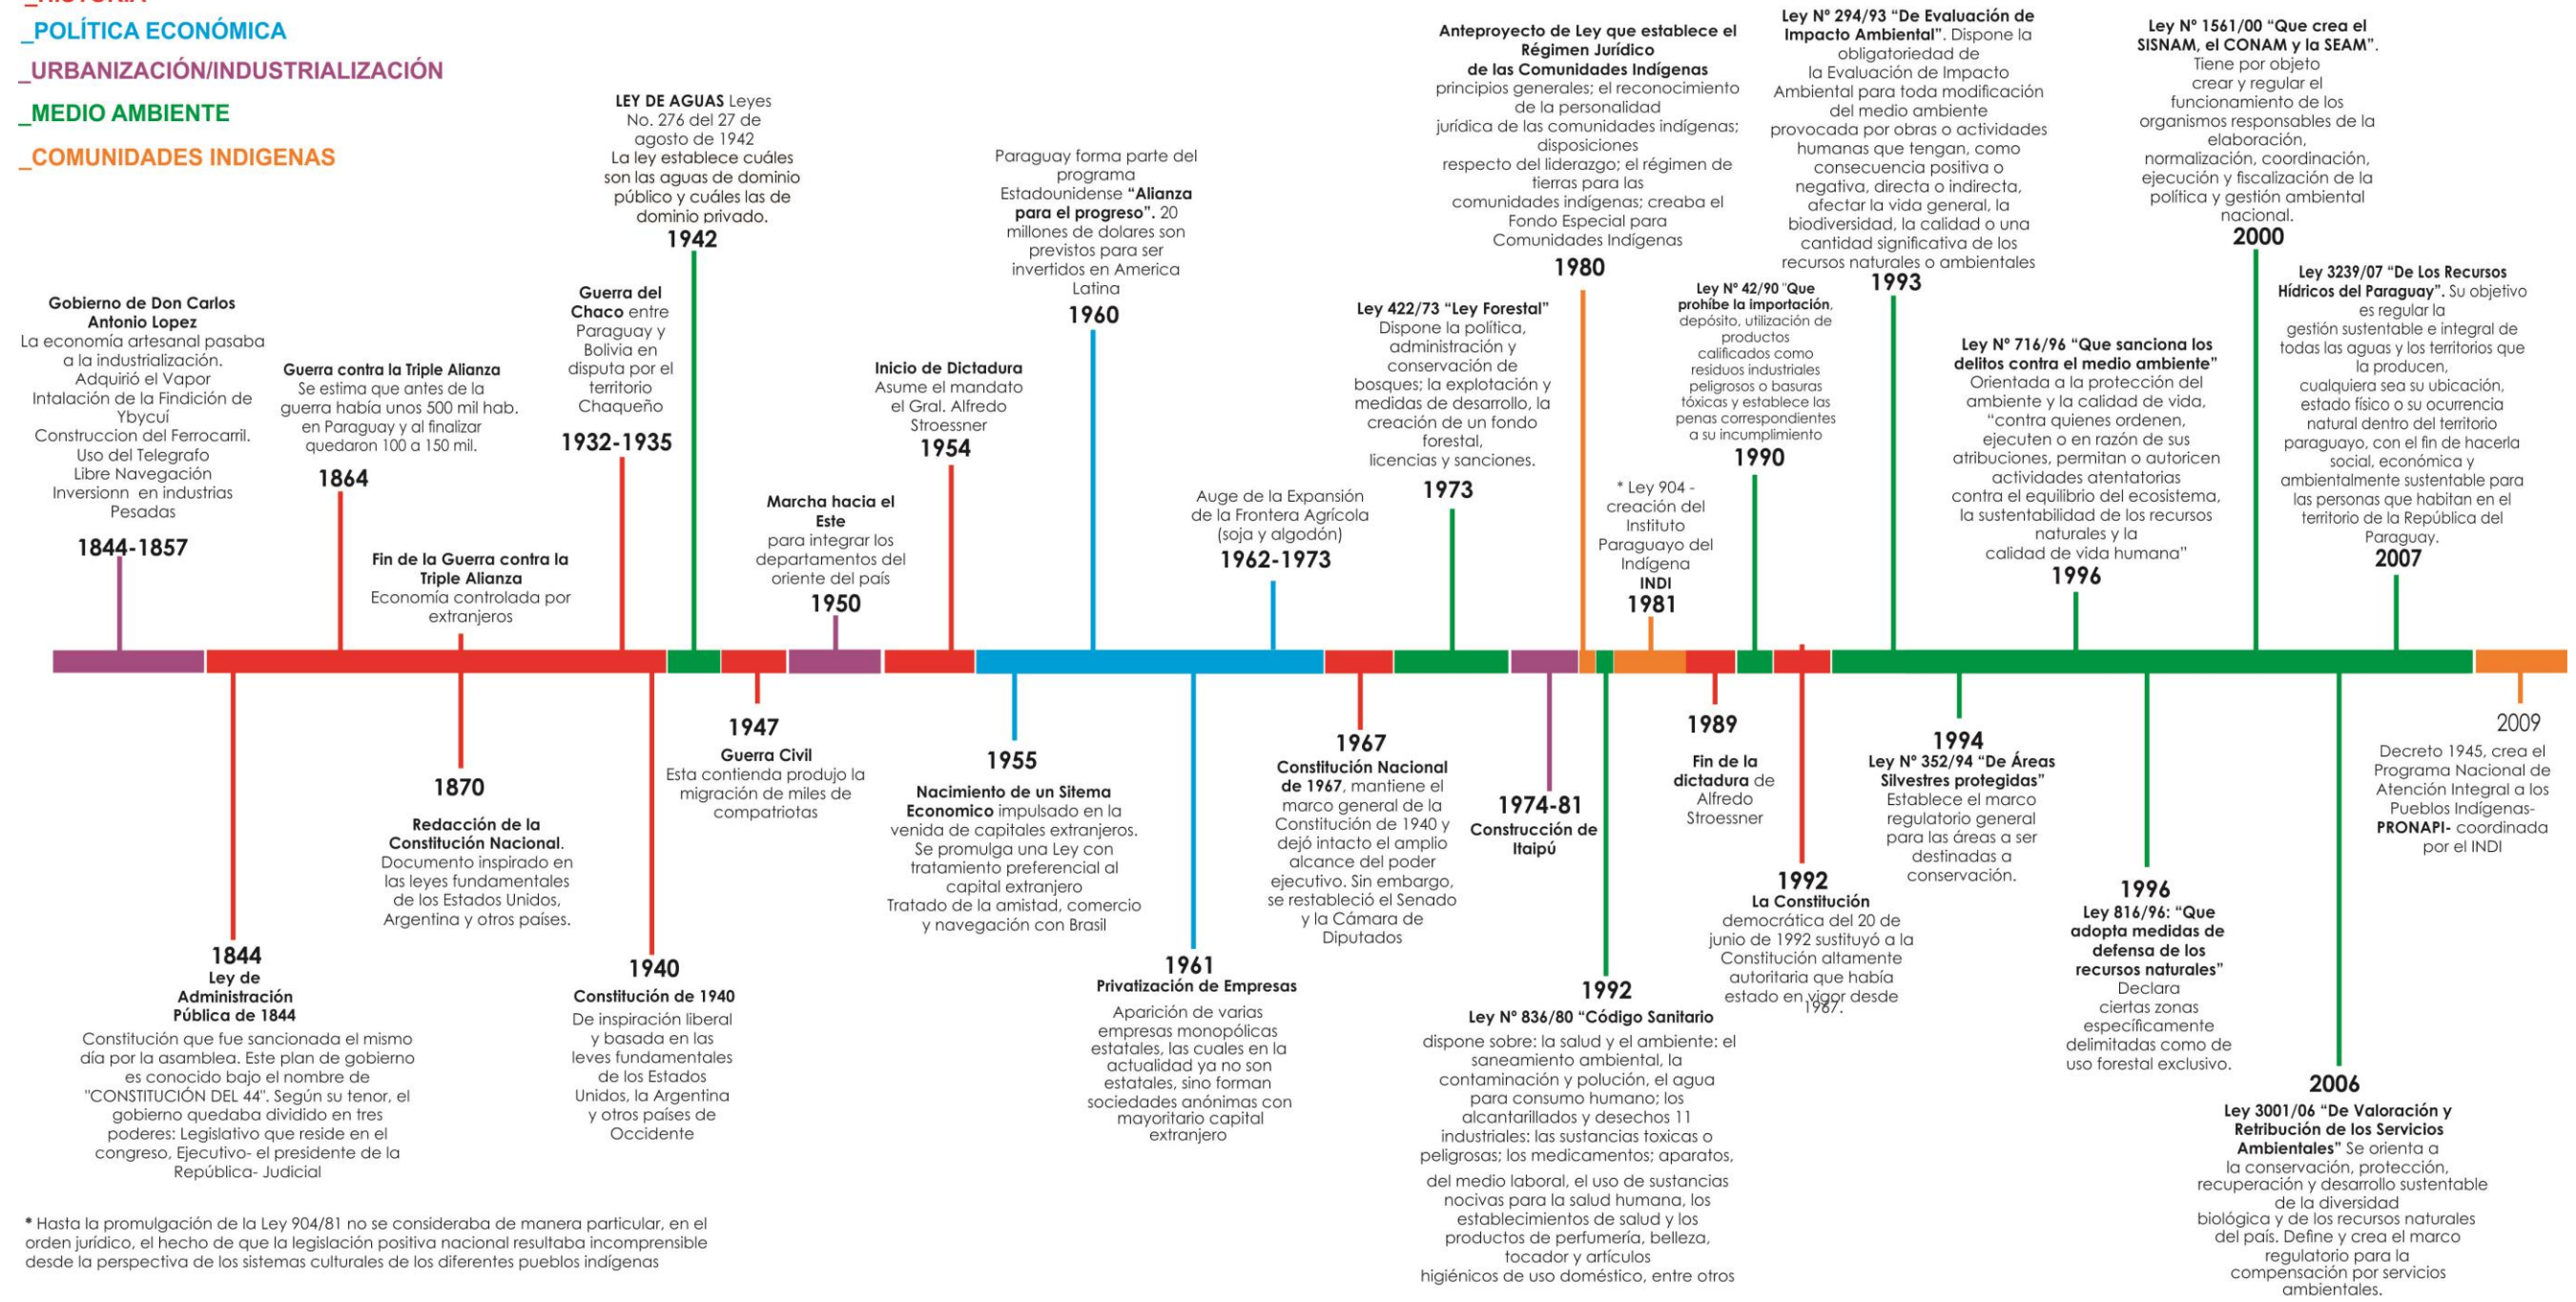 _HISTORIA
_POLÍTICA ECONÓMICA
_URBANIZACIÓN/INDUSTRIALIZACIÓN
_MEDIO AMBIENTE
_COMUNIDADES INDIGENAS
Gobierno de Don Carlos
Antonio Lopez
La economía artesanal pasaba
a la industrialización.
Adquirió el Vapor
Intalación de la Findición de
Ybycuí
Construccion del Ferrocarril.
Uso del Telegrafo
Libre Navegación
Inversionn en industrias
Pesadas
1844-1857
Guerra contra la Triple Alianza
Se estima que antes de la
guerra había unos 500 mil hab.
en Paraguay y al finalizar
quedaron 100 a 150 mil.
1864
Fin de la Guerra contra la
Triple Alianza
Economía controlada por
extranjeros
Guerra del
Chaco entre
Paraguay y
Bolivia en
disputa por el
territorio
Chaqueño
1932-1935
LEY DE AGUAS Leyes
No. 276 del 27 de
agosto de 1942
La ley establece cuáles
son las aguas de dominio
público y cuáles las de
dominio privado.
1942
Marcha hacia el
Este
para integrar los
departamentos del
oriente del país
1950
Inicio de Dictadura
Asume el mandato
el Gral. Alfredo
Stroessner
1954
Paraguay forma parte del
programa
Estadounidense “Alianza
para el progreso”. 20
millones de dolares son
previstos para ser
invertidos en America
Latina
1960
Auge de la Expansión
de la Frontera Agrícola
(soja y algodón)
1962-1973
Ley 422/73 “Ley Forestal”
Dispone la política,
administración y
conservación de
bosques; la explotación y
medidas de desarrollo, la
creación de un fondo
forestal,
licencias y sanciones.
1973
Anteproyecto de Ley que establece el
Régimen Jurídico
de las Comunidades Indígenas
principios generales; el reconocimiento
de la personalidad
jurídica de las comunidades indígenas;
disposiciones
respecto del liderazgo; el régimen de
tierras para las
comunidades indígenas; creaba el
Fondo Especial para
Comunidades Indígenas
1980
* Ley 904 -
creación del
Instituto
Paraguayo del
Indígena
INDI
1981
Ley Nº 42/90 "Que
prohíbe la importación,
depósito, utilización de
productos
calificados como
residuos industriales
peligrosos o basuras
tóxicas y establece las
penas correspondientes
a su incumplimiento
1990
Ley Nº 294/93 “De Evaluación de
Impacto Ambiental”. Dispone la
obligatoriedad de
la Evaluación de Impacto
Ambiental para toda modificación
del medio ambiente
provocada por obras o actividades
humanas que tengan, como
consecuencia positiva o
negativa, directa o indirecta,
afectar la vida general, la
biodiversidad, la calidad o una
cantidad significativa de los
recursos naturales o ambientales
1993
Ley Nº 716/96 “Que sanciona los
delitos contra el medio ambiente”
Orientada a la protección del
ambiente y la calidad de vida,
“contra quienes ordenen,
ejecuten o en razón de sus
atribuciones, permitan o autoricen
actividades atentatorias
contra el equilibrio del ecosistema,
la sustentabilidad de los recursos
naturales y la
calidad de vida humana”
1996
Ley Nº 1561/00 “Que crea el
SISNAM, el CONAM y la SEAM”.
Tiene por objeto
crear y regular el
funcionamiento de los
organismos responsables de la
elaboración,
normalización, coordinación,
ejecución y fiscalización de la
política y gestión ambiental
nacional.
2000
Ley 3239/07 “De Los Recursos
Hídricos del Paraguay”. Su objetivo
es regular la
gestión sustentable e integral de
todas las aguas y los territorios que
la producen,
cualquiera sea su ubicación,
estado físico o su ocurrencia
natural dentro del territorio
paraguayo, con el fin de hacerla
social, económica y
ambientalmente sustentable para
las personas que habitan en el
territorio de la República del
Paraguay.
2007
1844
Ley de
Administración
Pública de 1844
Constitución que fue sancionada el mismo
día por la asamblea. Este plan de gobierno
es conocido bajo el nombre de
"CONSTITUCIÓN DEL 44". Según su tenor, el
gobierno quedaba dividido en tres
poderes: Legislativo que reside en el
congreso, Ejecutivo- el presidente de la
República- Judicial
1870
Redacción de la
Constitución Nacional.
Documento inspirado en
las leyes fundamentales
de los Estados Unidos,
Argentina y otros países.
1940
Constitución de 1940
De inspiración liberal
y basada en las
leves fundamentales
de los Estados
Unidos, la Argentina
y otros países de
Occidente
1947
Guerra Civil
Esta contienda produjo la
migración de miles de
compatriotas
1955
Nacimiento de un Sitema
Economico impulsado en la
venida de capitales extranjeros.
Se promulga una Ley con
tratamiento preferencial al
capital extranjero
Tratado de la amistad, comercio
y navegación con Brasil
1961
Privatización de Empresas
Aparición de varias
empresas monopólicas
estatales, las cuales en la
actualidad ya no son
estatales, sino forman
sociedades anónimas con
mayoritario capital
extranjero
1967
Constitución Nacional
de 1967, mantiene el
marco general de la
Constitución de 1940 y
dejó intacto el amplio
alcance del poder
ejecutivo. Sin embargo,
se restableció el Senado
y la Cámara de
Diputados
1974-81
Construcción de
Itaipú
1992
Ley Nº 836/80 “Código Sanitario
dispone sobre: la salud y el ambiente: el
saneamiento ambiental, la
contaminación y polución, el agua
para consumo humano; los
alcantarillados y desechos 11
industriales: las sustancias toxicas o
peligrosas; los medicamentos; aparatos,
del medio laboral, el uso de sustancias
nocivas para la salud humana, los
establecimientos de salud y los
productos de perfumería, belleza,
tocador y artículos
higiénicos de uso doméstico, entre otros
1989
Fin de la
dictadura de
Alfredo
Stroessner
1992
La Constitución
democrática del 20 de
junio de 1992 sustituyó a la
Constitución altamente
autoritaria que había
estado en vigor desde
1967.
1994
Ley Nº 352/94 “De Áreas
Silvestres protegidas”
Establece el marco
regulatorio general
para las áreas a ser
destinadas a
conservación.
1996
Ley 816/96: “Que
adopta medidas de
defensa de los
recursos naturales”
Declara
ciertas zonas
específicamente
delimitadas como de
uso forestal exclusivo.
2006
Ley 3001/06 “De Valoración y
Retribución de los Servicios
Ambientales” Se orienta a
la conservación, protección,
recuperación y desarrollo sustentable
de la diversidad
biológica y de los recursos naturales
del país. Define y crea el marco
regulatorio para la
compensación por servicios
ambientales.
2009
Decreto 1945, crea el
Programa Nacional de
Atención Integral a los
Pueblos Indígenas-
PRONAPI- coordinada
por el INDI
* Hasta la promulgación de la Ley 904/81 no se consideraba de manera particular, en el
orden jurídico, el hecho de que la legislación positiva nacional resultaba incomprensible
desde la perspectiva de los sistemas culturales de los diferentes pueblos indígenas